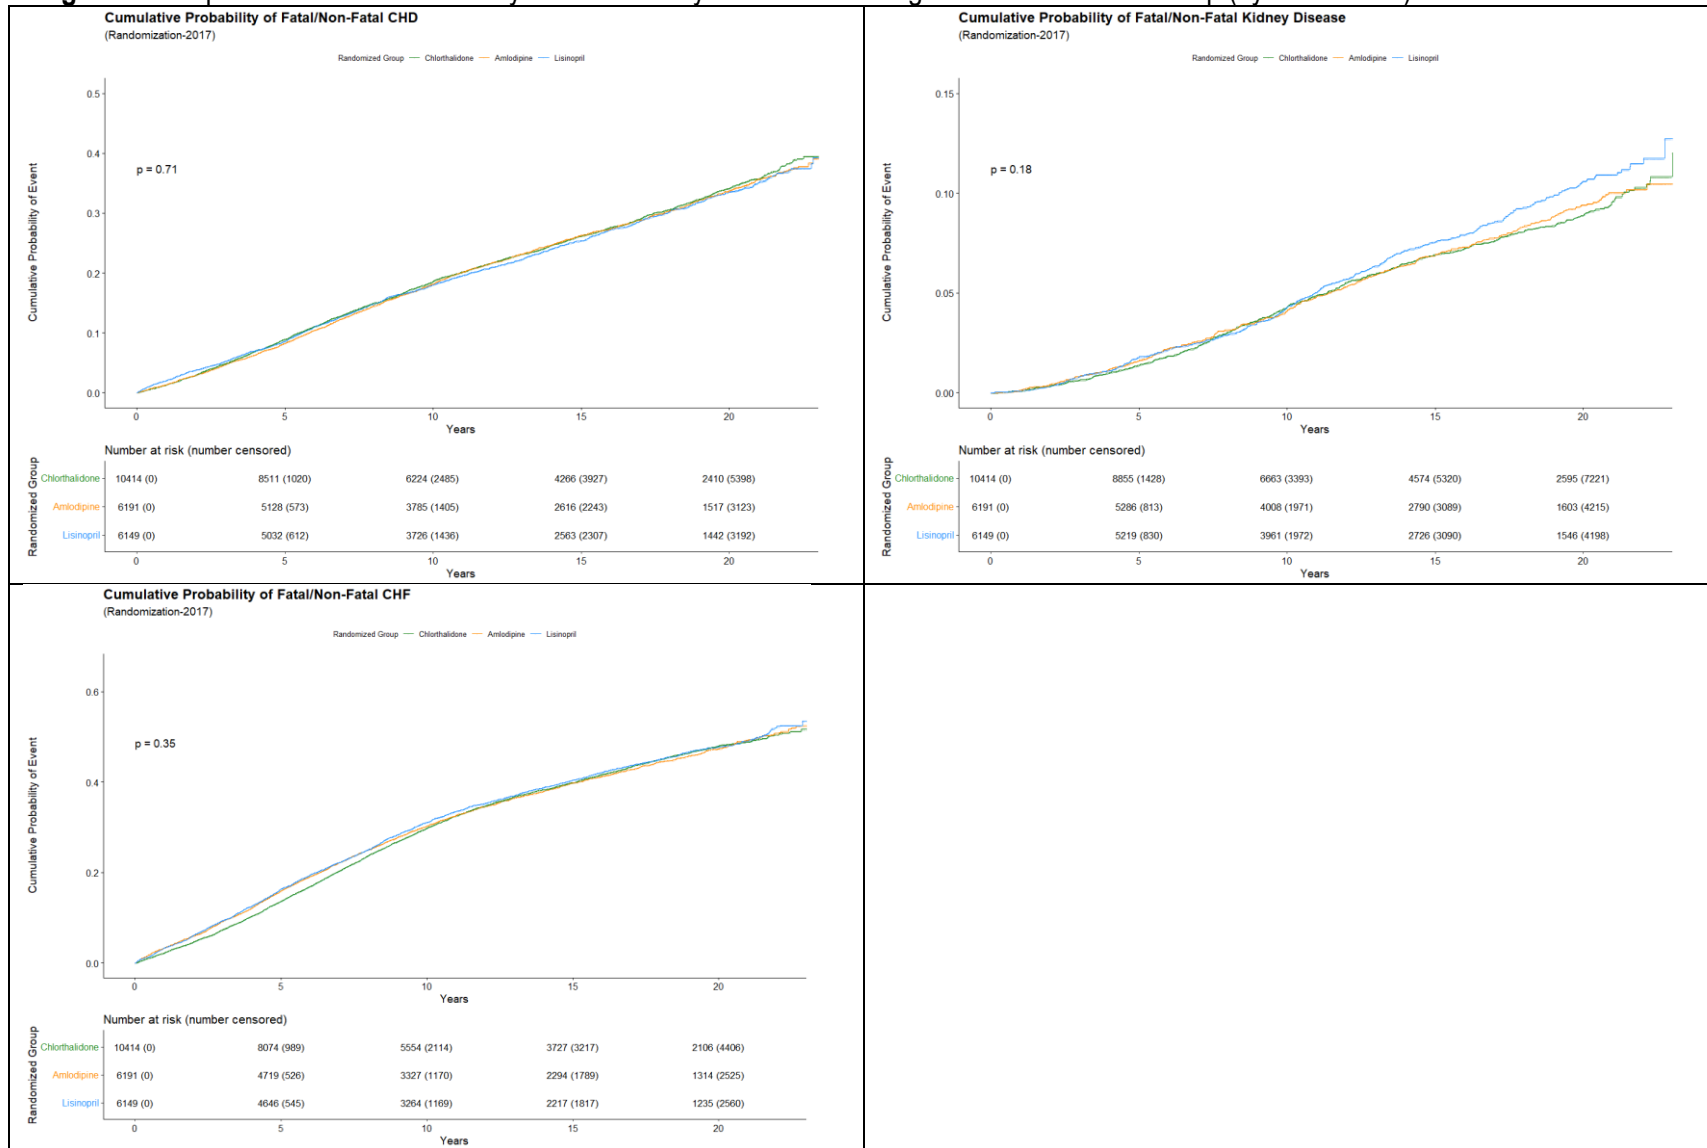 Cumulative Probability of Fatal/Non-Fatal CHD
(Randomization-2017)
Randomized Group — Chlorthalidone — Amlodipine — Lisinopril
Cumulative Probability of Event
0.5
0.4
0.3
0.2
0.1
0.0
p = 0.71
0 5 10 15 20
Years
Number at risk (number censored)
Randomized Group
Chlorthalidone 10414 (0) 8511 (1020) 6224 (2485) 4266 (3927) 2410 (5398)
Amlodipine 6191 (0) 5128 (573) 3785 (1405) 2616 (2243) 1517 (3123)
Lisinopril 6149 (0) 5032 (612) 3726 (1436) 2563 (2307) 1442 (3192)
0 5 10 15 20
Years
Cumulative Probability of Fatal/Non-Fatal Kidney Disease
(Randomization-2017)
Randomized Group — Chlorthalidone — Amlodipine — Lisinopril
Cumulative Probability of Event
0.15
0.10
0.05
0.00
p = 0.18
0 5 10 15 20
Years
Number at risk (number censored)
Randomized Group
Chlorthalidone 10414 (0) 8855 (1428) 6663 (3393) 4574 (5320) 2595 (7221)
Amlodipine 6191 (0) 5286 (813) 4008 (1971) 2790 (3089) 1603 (4215)
Lisinopril 6149 (0) 5219 (830) 3961 (1972) 2726 (3090) 1546 (4198)
0 5 10 15 20
Years
Cumulative Probability of Fatal/Non-Fatal CHF
(Randomization-2017)
Randomized Group — Chlorthalidone — Amlodipine — Lisinopril
Cumulative Probability of Event
0.6
0.4
0.2
0.0
p = 0.35
0 5 10 15 20
Years
Number at risk (number censored)
Randomized Group
Chlorthalidone 10414 (0) 8074 (989) 5554 (2114) 3727 (3217) 2106 (4406)
Amlodipine 6191 (0) 4719 (526) 3327 (1170) 2294 (1789) 1314 (2525)
Lisinopril 6149 (0) 4646 (545) 3264 (1169) 2217 (1817) 1235 (2560)
0 5 10 15 20
Years